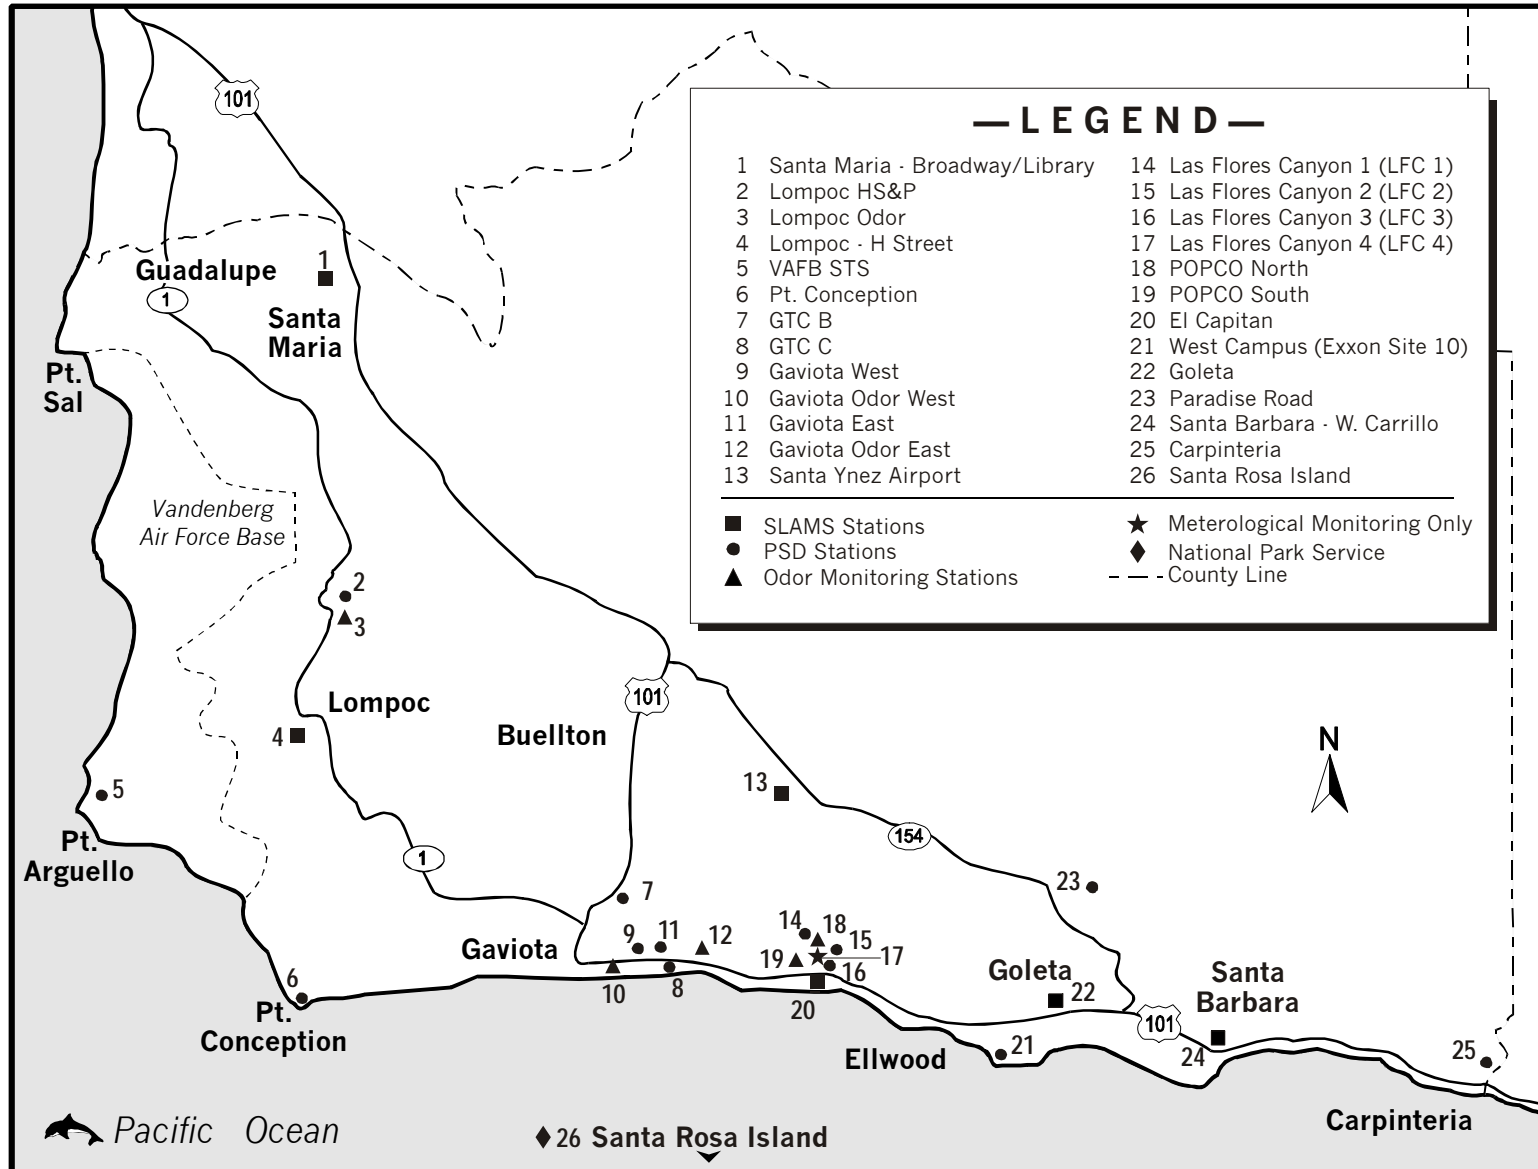 101
— L E G E N D —
1 Santa Maria - Broadway/Library
2 Lompoc HS&P
3 Lompoc Odor
4 Lompoc - H Street
5 VAFB STS
6 Pt. Conception
7 GTC B
8 GTC C
9 Gaviota West
10 Gaviota Odor West
11 Gaviota East
12 Gaviota Odor East
13 Santa Ynez Airport
14 Las Flores Canyon 1 (LFC 1)
15 Las Flores Canyon 2 (LFC 2)
16 Las Flores Canyon 3 (LFC 3)
17 Las Flores Canyon 4 (LFC 4)
18 POPCO North
19 POPCO South
20 El Capitan
21 West Campus (Exxon Site 10)
22 Goleta
23 Paradise Road
24 Santa Barbara - W. Carrillo
25 Carpinteria
26 Santa Rosa Island
SLAMS Stations
PSD Stations
Odor Monitoring Stations
Meterological Monitoring Only
National Park Service
County Line
Guadalupe
1
1
Santa
Maria
Pt.
Sal
Vandenberg
Air Force Base
2
3
Lompoc
4
Buellton
101
N
5
13
Pt.
Arguello
154
1
23
7
Gaviota
9
11
12
14
18
15
19
17
16
10
8
20
6
Pt.
Conception
Goleta
22
Santa
Barbara
101
24
Ellwood
21
25
Carpinteria
Pacific Ocean
26 Santa Rosa Island